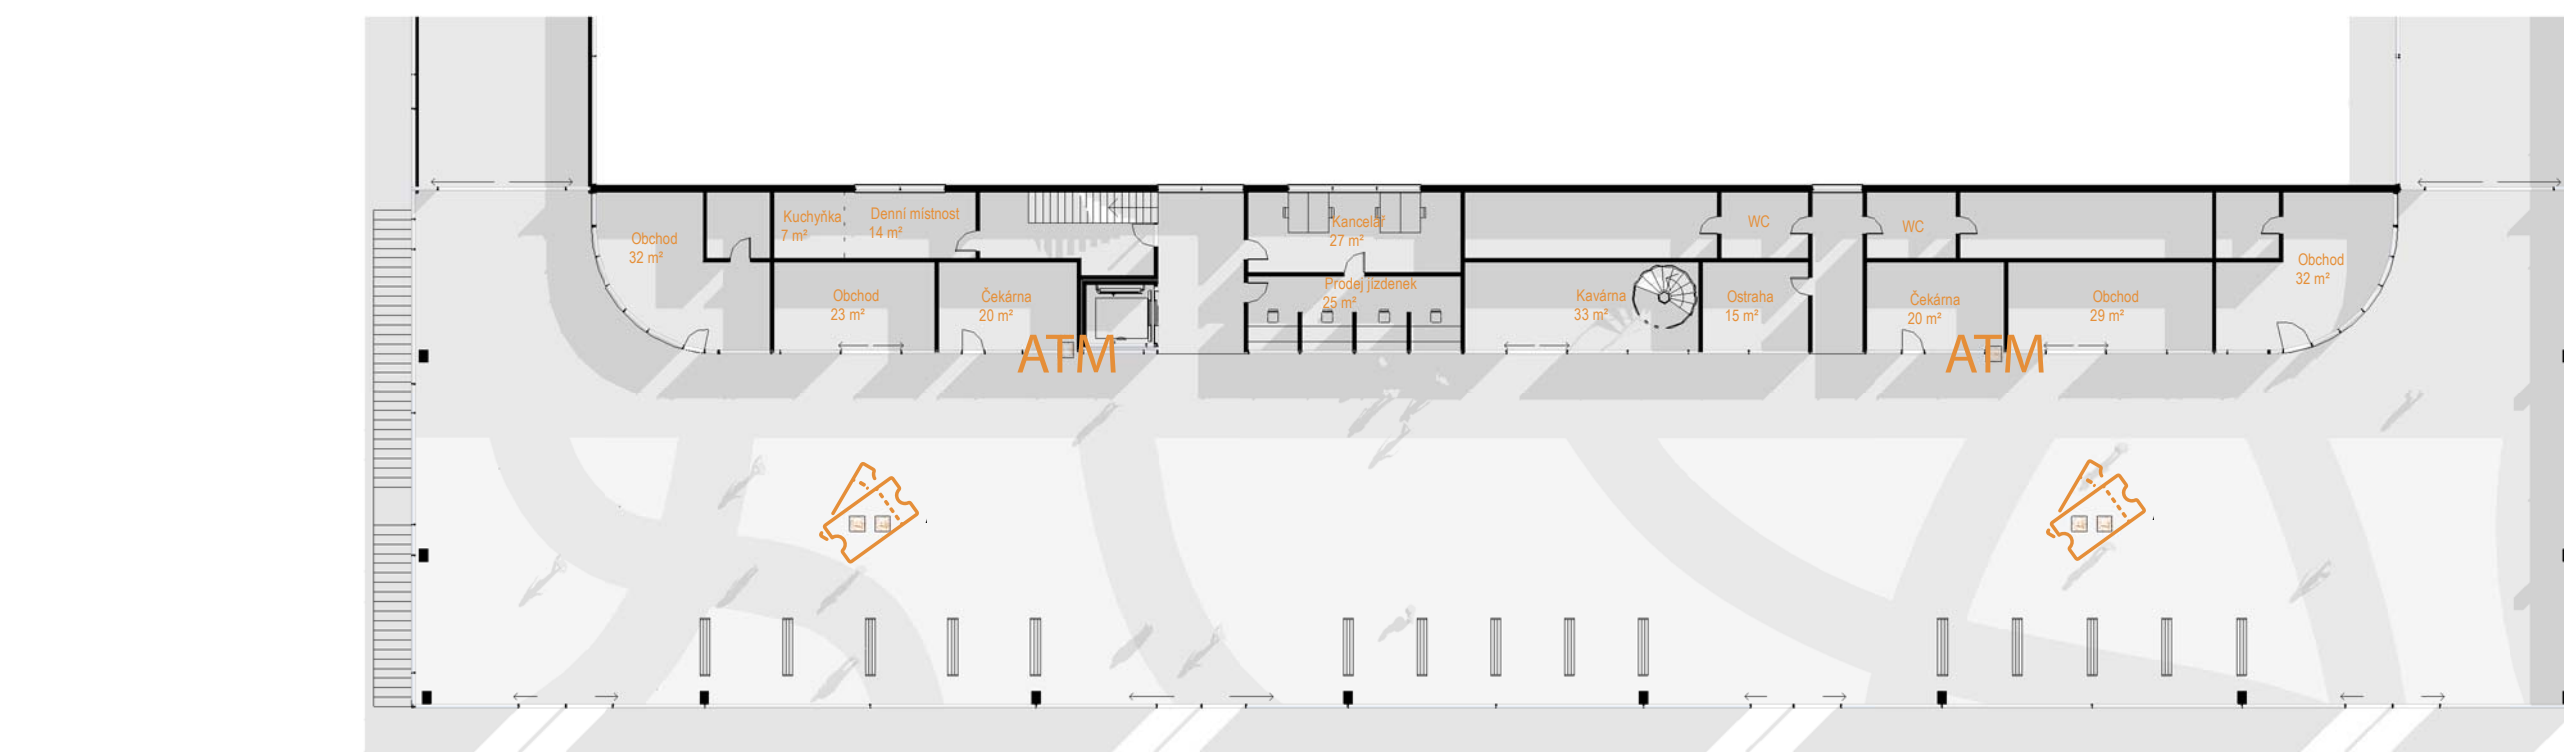 Obchod
32 m²
Kuchyňka
7 m²
Denní místnost
14 m²
Obchod
23 m²
Čekárna
20 m²
ATM
Kancelář
27 m²
Prodej jízdenek
25 m²
Kavárna
33 m²
WC
Ostraha
15 m²
WC
Čekárna
20 m²
ATM
Obchod
29 m²
Obchod
32 m²